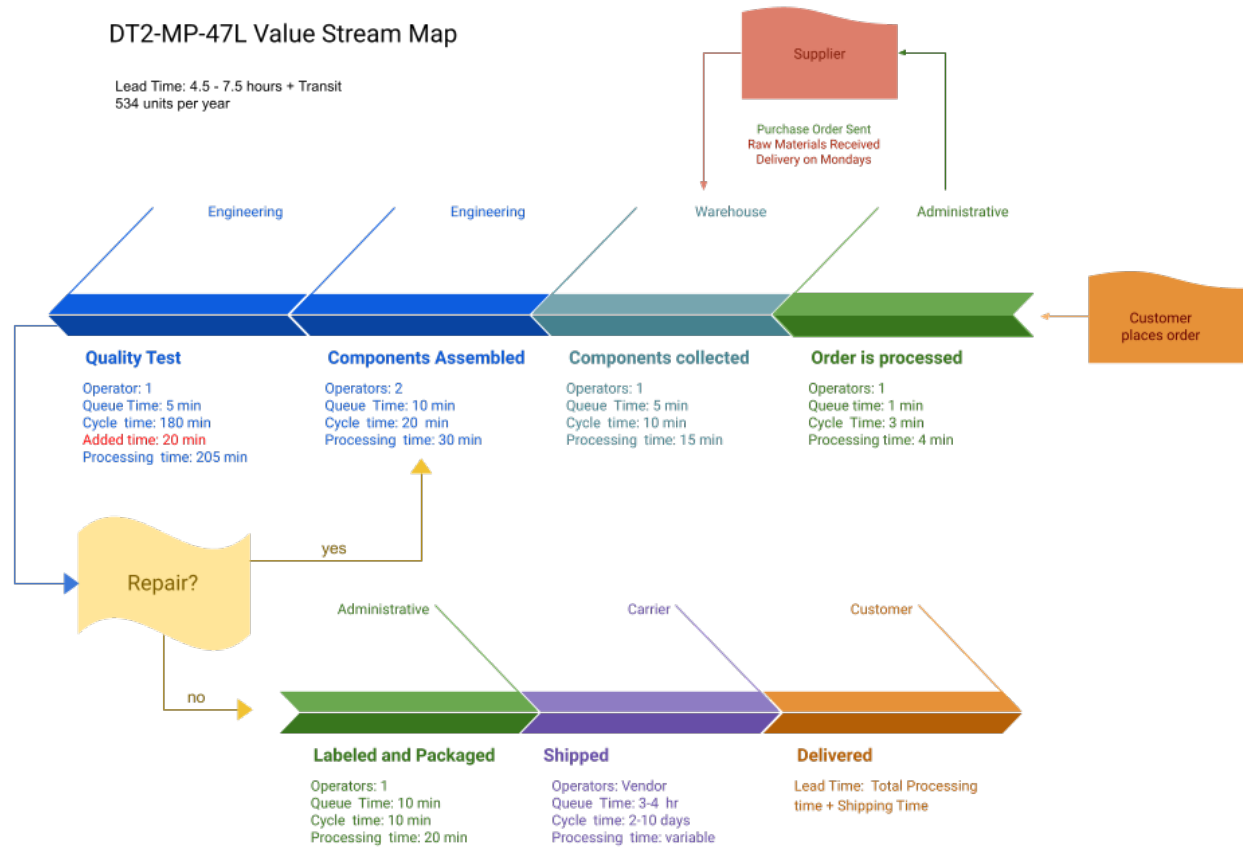 DT2-MP-47L Value Stream Map
Lead Time: 4.5 - 7.5 hours + Transit
534 units per year
Supplier
Purchase Order Sent
Raw Materials Received
Delivery on Mondays
Engineering
Engineering
Warehouse
Administrative
Customer
places order
Quality Test
Operator: 1
Queue Time: 5 min
Cycle time: 180 min
Added time: 20 min
Processing time: 205 min
Components Assembled
Operators: 2
Queue Time: 10 min
Cycle time: 20 min
Processing time: 30 min
Components collected
Operators: 1
Queue Time: 5 min
Cycle time: 10 min
Processing time: 15 min
Order is processed
Operators: 1
Queue time: 1 min
Cycle Time: 3 min
Processing time: 4 min
Repair?
yes
no
Administrative
Carrier
Customer
Labeled and Packaged
Operators: 1
Queue Time: 10 min
Cycle time: 10 min
Processing time: 20 min
Shipped
Operators: Vendor
Queue Time: 3-4 hr
Cycle time: 2-10 days
Processing time: variable
Delivered
Lead Time: Total Processing
time + Shipping Time